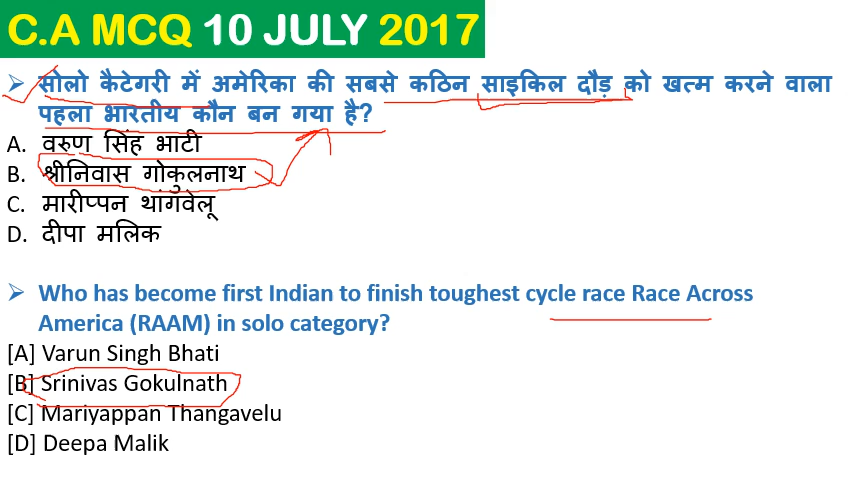 C.A MCQ 10 JULY 2017
➢ सोलो कैटेगरी में अमेरिका की सबसे कठिन साइकिल दौड़ को खत्म करने वाला
पहला भारतीय कौन बन गया है?
A. वरुण सिंह भाटी
B. श्रीनिवास गोकुलनाथ
C. मारीप्पन थांगवेलू
D. दीपा मलिक
➢ Who has become first Indian to finish toughest cycle race Race Across
America (RAAM) in solo category?
[A] Varun Singh Bhati
[B] Srinivas Gokulnath
[C] Mariyappan Thangavelu
[D] Deepa Malik